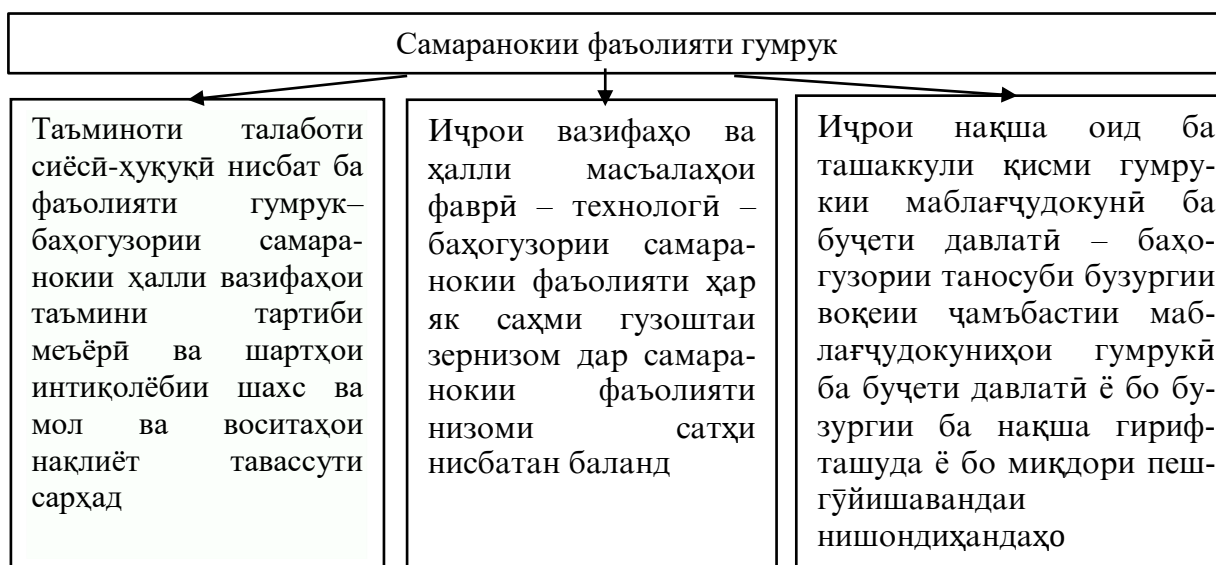 Самаранокии фаъолияти гумрук
Таъминоти талаботи
сиёсӣ-ҳуқуқӣ нисбат ба
фаъолияти гумрук–
баҳогузории самара-
нокии ҳалли вазифаҳои
таъмини тартиби
меъёрӣ ва шартҳои
интиқолёбии шахс ва
мол ва воситаҳои
нақлиёт тавассути
сарҳад
Иҷрои вазифаҳо ва
ҳалли масъалаҳои
фаврӣ – технологӣ –
баҳогузории самара-
нокии фаъолияти ҳар
як саҳми гузоштаи
зернизом дар самара-
нокии фаъолияти
низоми сатҳи
нисбатан баланд
Иҷрои нақша оид ба
ташаккули қисми гумру-
кии маблағҷудокунӣ ба
буҷети давлатӣ – баҳо-
гузории таносуби бузургии
воқеии ҷамъбастии маб-
лағҷудокуниҳои гумрукӣ
ба буҷети давлатӣ ё бо бу-
зургии ба нақша гириф-
ташуда ё бо миқдори пеш-
гӯйишавандаи
нишондиҳандаҳо